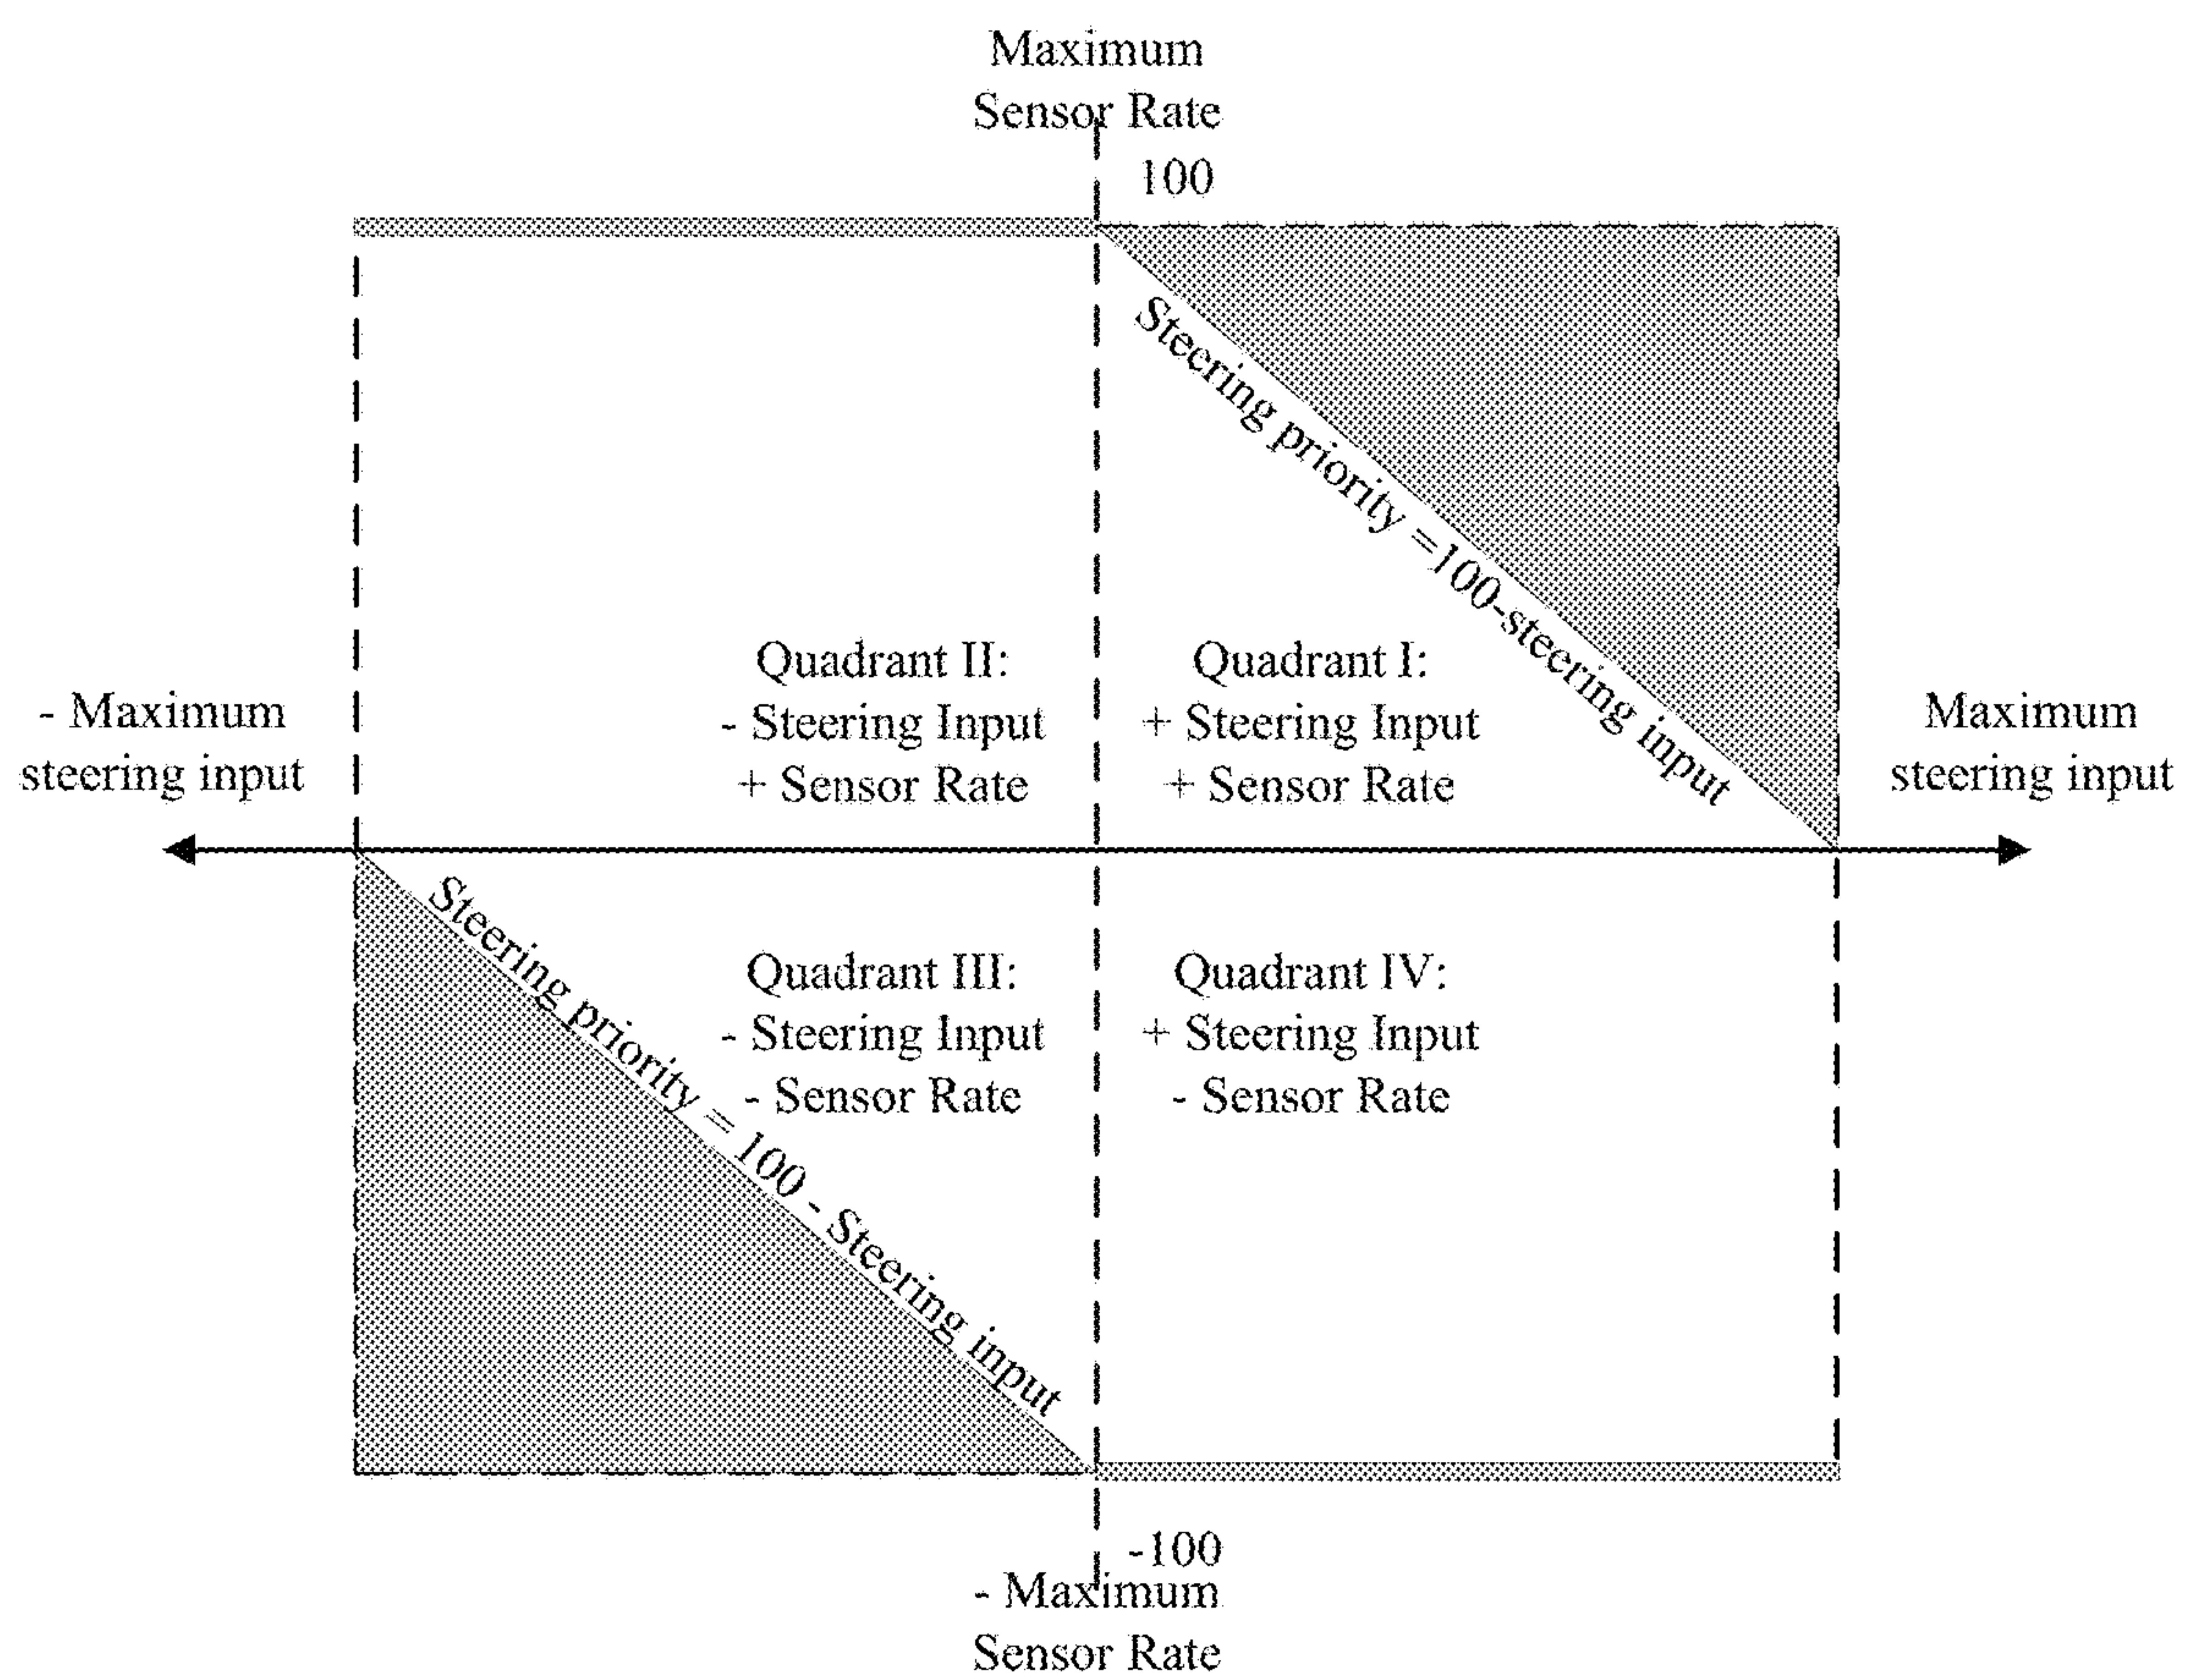 Maximum
Sensor Rate
100
Steering priority =100-steering input
Quadrant II:
- Steering Input
+ Sensor Rate
Quadrant I:
+ Steering Input
+ Sensor Rate
- Maximum
steering input
Maximum
steering input
Steering priority = 100 - Steering input
Quadrant III:
- Steering Input
- Sensor Rate
Quadrant IV:
+ Steering Input
- Sensor Rate
-100
- Maximum
Sensor Rate